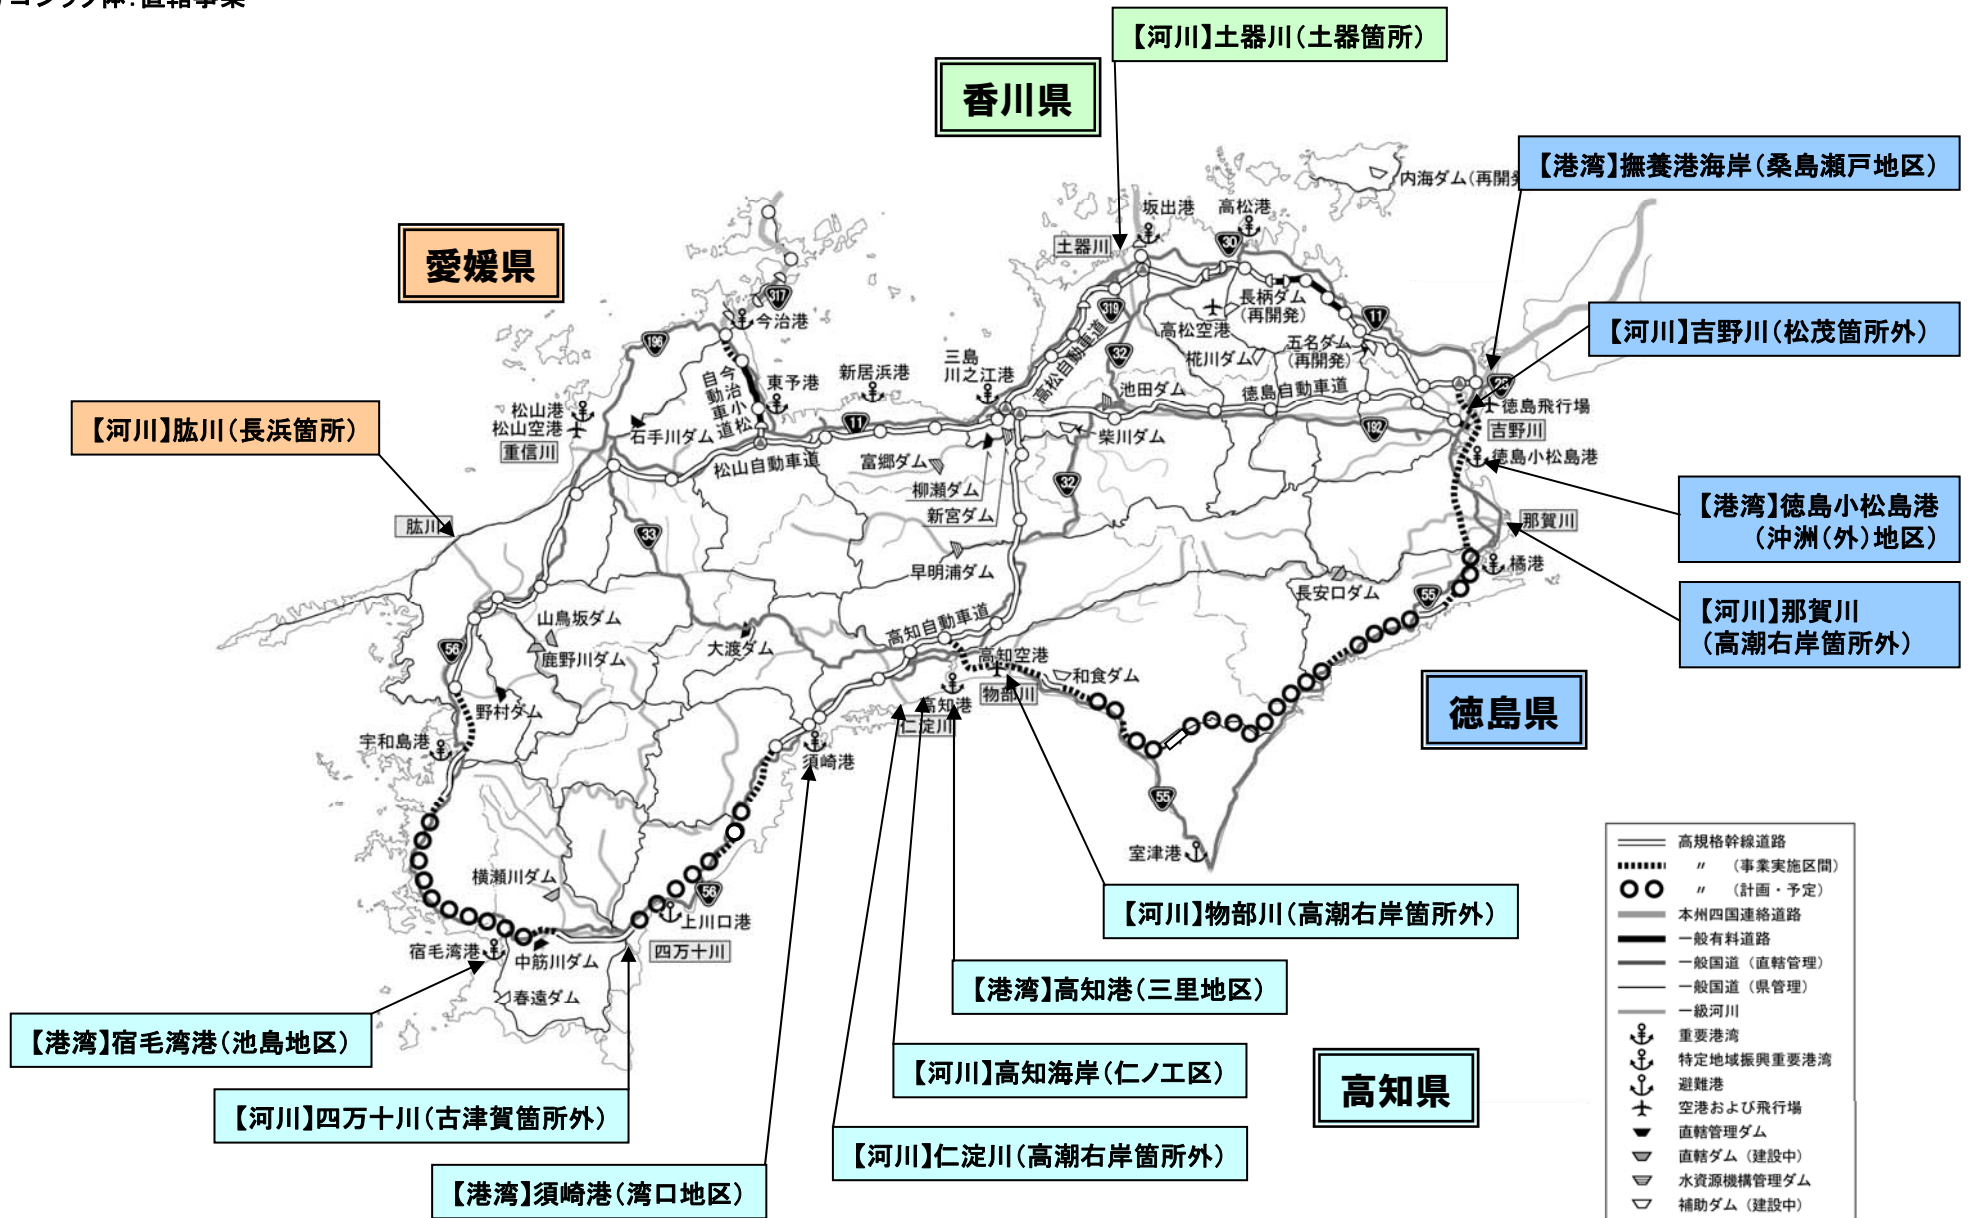 ゴシック体:直轄事業
【河川】土器川(土器箇所)
香川県
【港湾】撫養港海岸(桑島瀬戸地区)
内海ダム(再開発
坂出港
高松港
土器川
30
愛媛県
317
今治港
196
319
長柄ダム
(再開発)
高松空港
11
【河川】吉野川(松茂箇所外)
五名ダム
(再開発)
椛川ダム
高松自動車道
32
三島
川之江港
新居浜港
東予港
今治小松
自動車道
池田ダム
徳島自動車道
28
徳島飛行場
松山港
松山空港
重信川
石手川ダム
11
192
吉野川
【河川】肱川(長浜箇所)
柴川ダム
徳島小松島港
松山自動車道
富郷ダム
柳瀬ダム
32
新宮ダム
【港湾】徳島小松島港
(沖洲(外)地区)
肱川
33
那賀川
早明浦ダム
橘港
長安口ダム
55
【河川】那賀川
(高潮右岸箇所外)
山鳥坂ダム
鹿野川ダム
56
大渡ダム
高知自動車道
高知空港
和食ダム
物部川
高知港
仁淀川
徳島県
野村ダム
宇和島港
須崎港
55
室津港
横瀬川ダム
56
上川口港
四万十川
宿毛湾港
中筋川ダム
春遠ダム
【河川】物部川(高潮右岸箇所外)
【港湾】高知港(三里地区)
【港湾】宿毛湾港(池島地区)
【河川】高知海岸(仁ノ工区)
高知県
【河川】四万十川(古津賀箇所外)
【河川】仁淀川(高潮右岸箇所外)
【港湾】須崎港(湾口地区)
高規格幹線道路
〃 (事業実施区間)
〃 (計画・予定)
本州四国連絡道路
一般有料道路
一般国道(直轄管理)
一般国道(県管理)
一級河川
重要港湾
特定地域振興重要港湾
避難港
空港および飛行場
直轄管理ダム
直轄ダム(建設中)
水資源機構管理ダム
補助ダム(建設中)